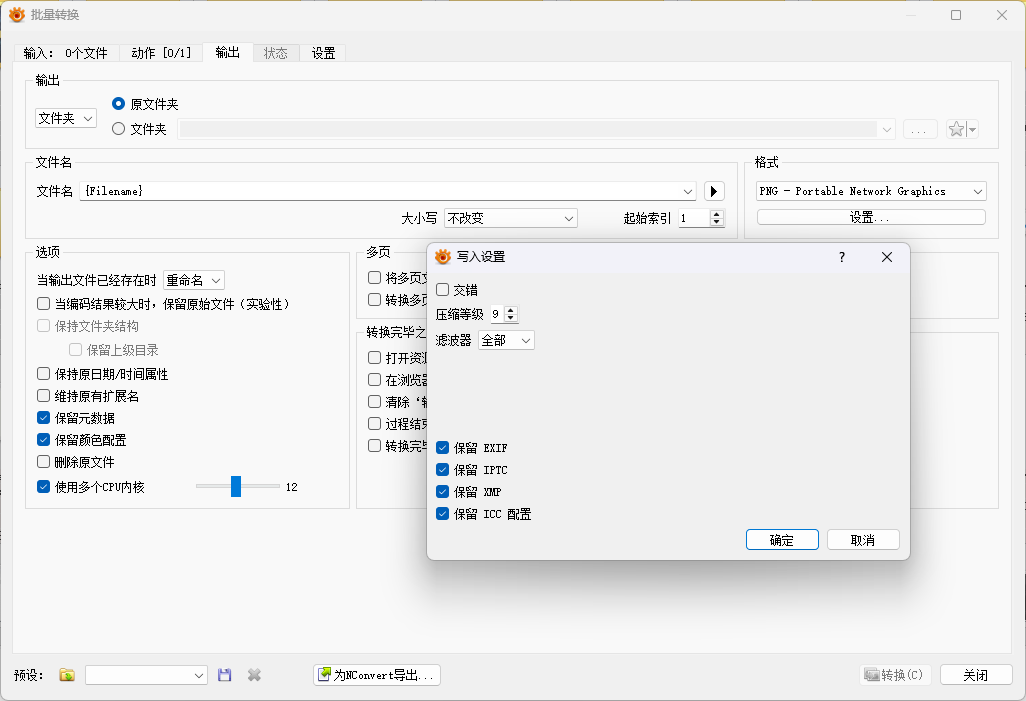 批量转换
输入: 0个文件 动作 [0/1] 输出 状态 设置
输出
文件夹
原文件夹
文件夹
...
文件名
文件名 {Filename}
大小写 不改变 起始索引 1
格式
PNG - Portable Network Graphics
设置...
选项
当输出文件已经存在时 重命名
当编码结果较大时, 保留原始文件 (实验性)
保持文件夹结构
保留上级目录
保持原日期/时间属性
维持原有扩展名
保留元数据
保留颜色配置
删除原文件
使用多个CPU内核 12
多页
将多页
转换多页
转换完毕之
打开资
在浏览
清除 '
过程结
转换完
写入设置 ?
交错
压缩等级 9
滤波器 全部
保留 EXIF
保留 IPTC
保留 XMP
保留 ICC 配置
确定 取消
预设:
为NConvert导出...
转换(C) 关闭